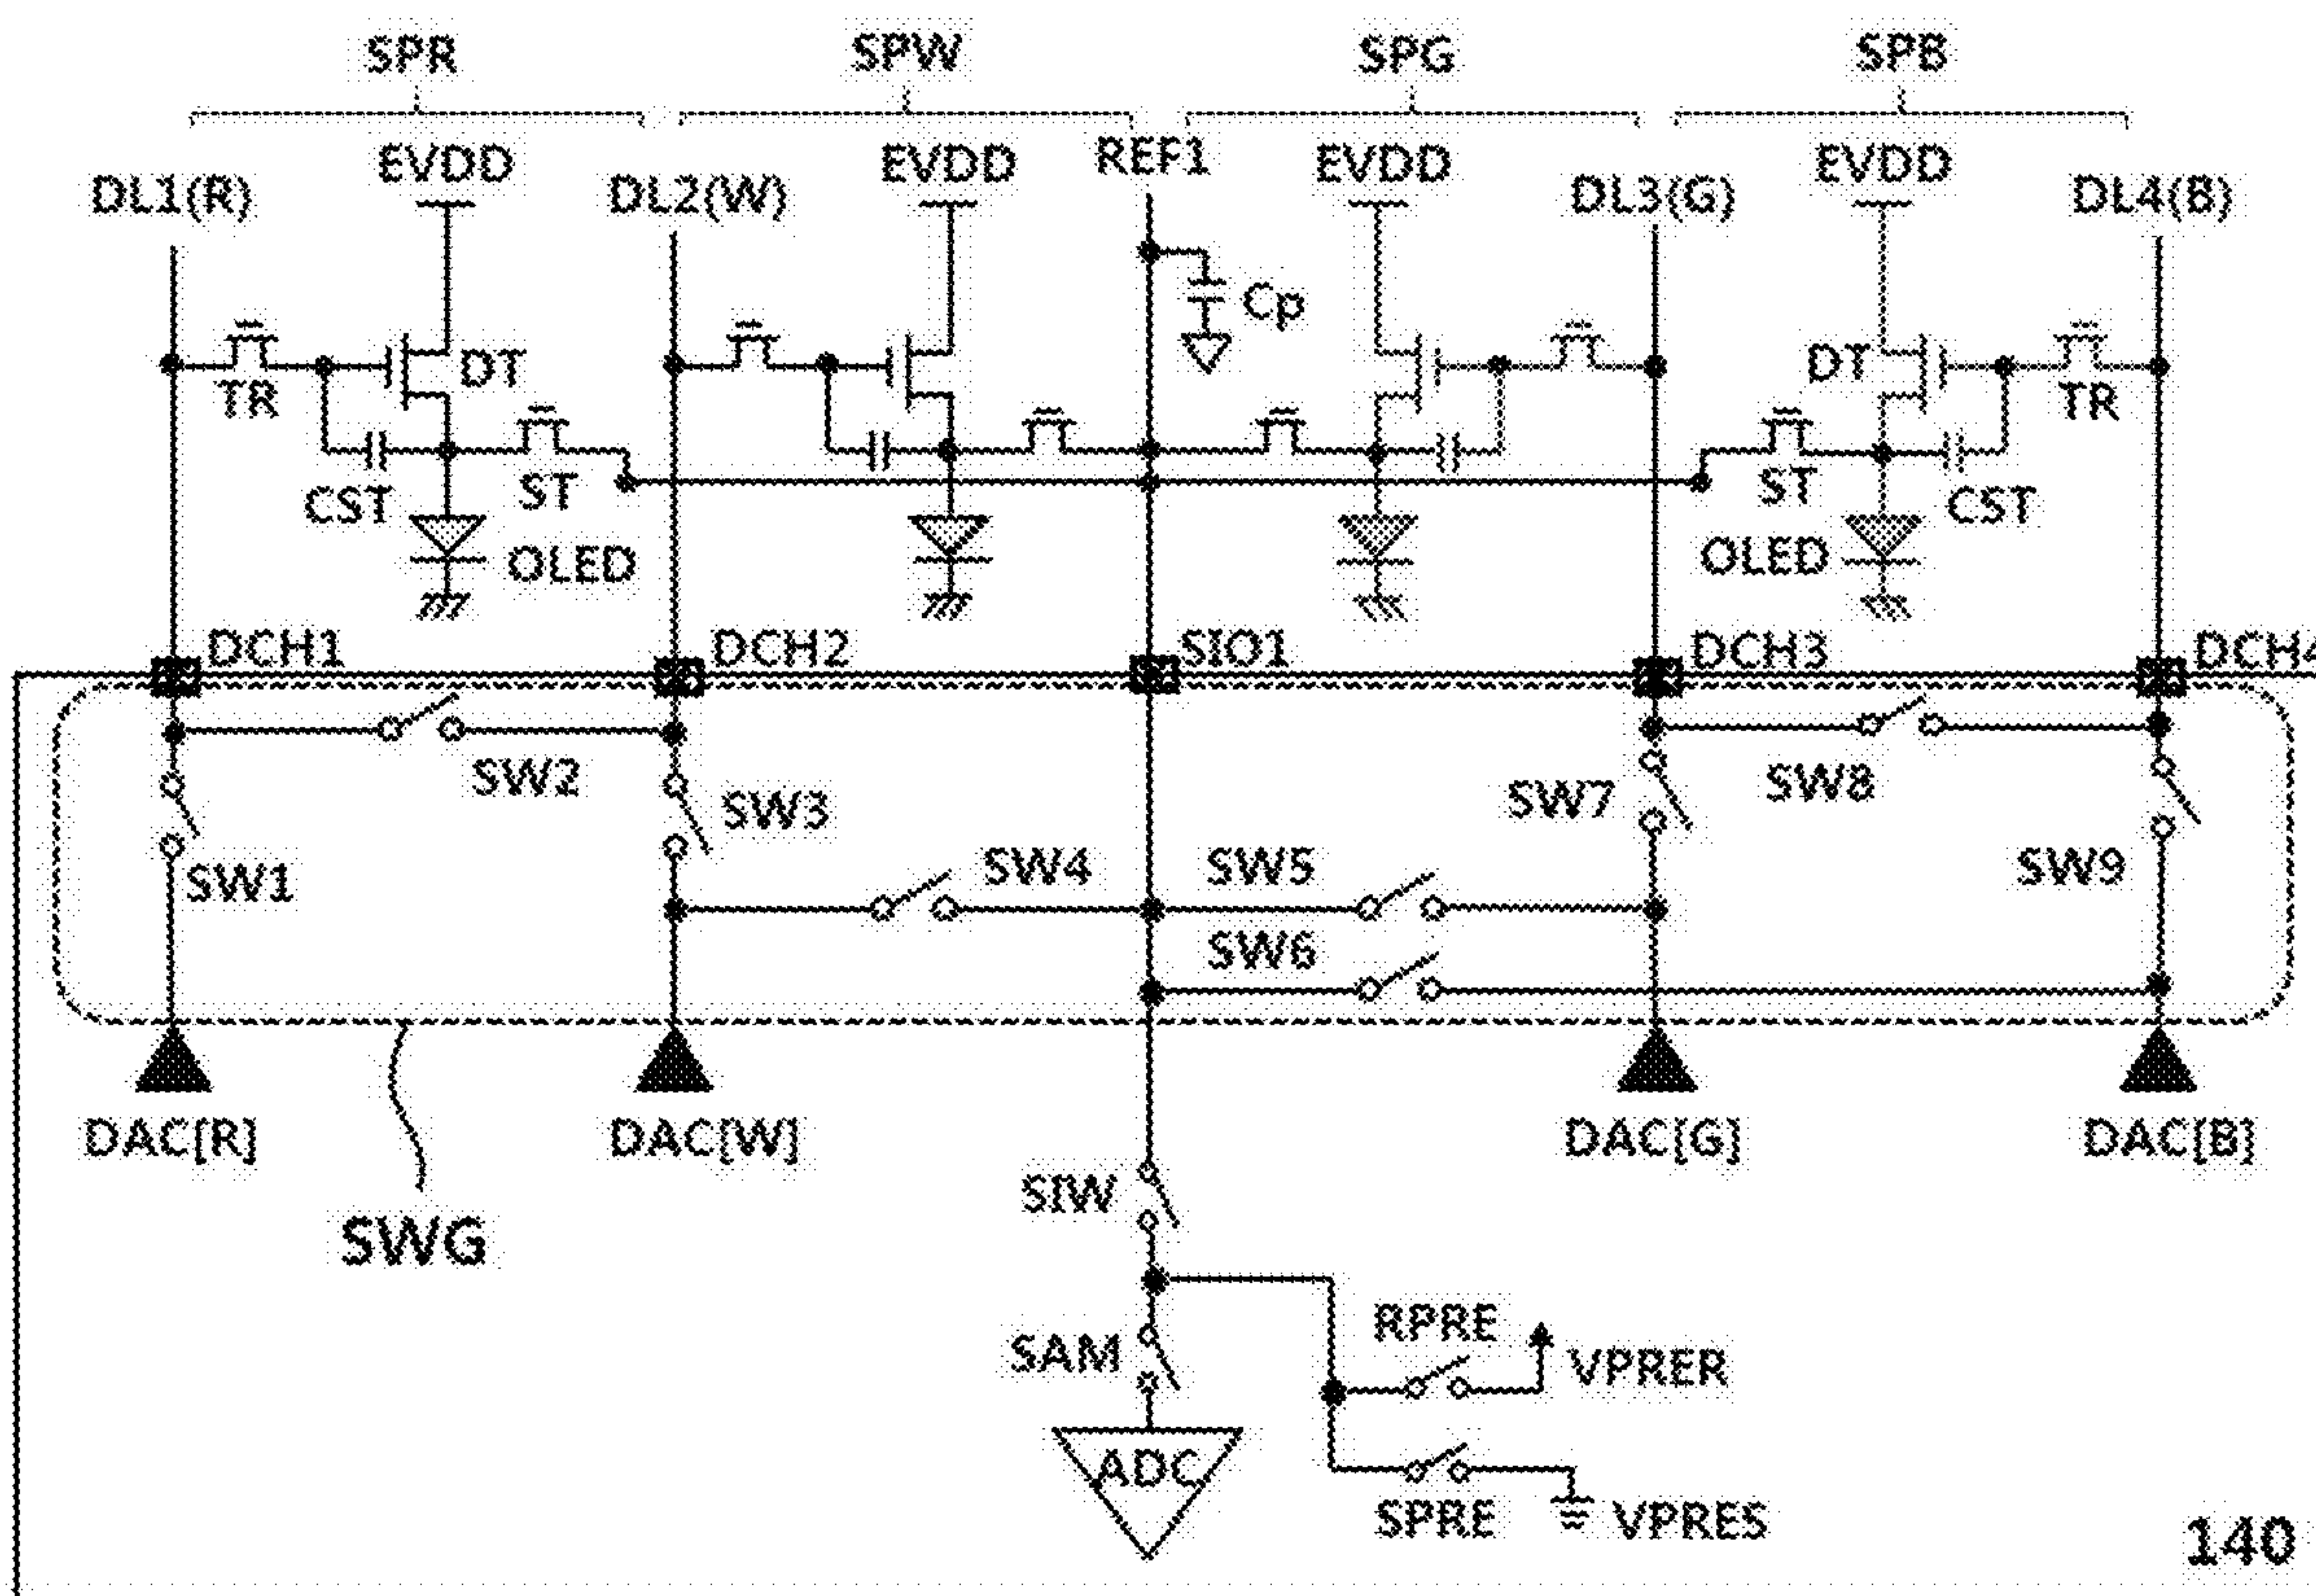 SPR SPW SPG SPB
EVDD EVDD REF1 EVDD EVDD
DL1(R) DL2(W) DL3(G) DL4(B)
Cp
TR DT DT TR
CST ST ST CST
OLED OLED
DCH1 DCH2 SIO1 DCH3 DCH4
SW2 SW3 SW7 SW8
SW1 SW4 SW5 SW9
SW6
DAC[R] DAC[W] DAC[G] DAC[B]
SWG SIW
SAM RPRE VPRER
ADC
SPRE VPRES
140